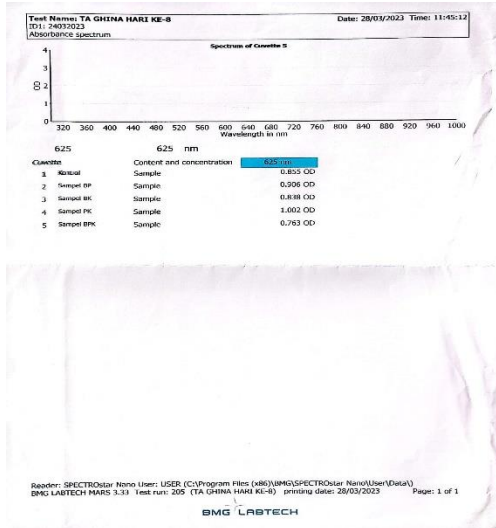 Test Name: TA GHINA HARI KE-8 Date: 28/03/2023 Time: 11:45:12
ID1: 24032023
Absorbance spectrum
Spectrum of Cuvette 5
4
3
OD 2
1
0
320 360 400 440 480 520 560 600 640 680 720 760 800 840 880 920 960 1000
Wavelength in nm
625 625 nm
Cuvette Content and concentration 625 nm
1 Kontrol Sample 0.855 OD
2 Sampel BP Sample 0.906 OD
3 Sampel BK Sample 0.838 OD
4 Sampel PK Sample 1.002 OD
5 Sampel BPK Sample 0.763 OD
Reader: SPECTROstar Nano User: USER (C:\Program Files (x86)\BMG\SPECTROstar Nano\User\Data\)
BMG LABTECH MARS 3.33 Test run: 205 (TA GHINA HARI KE-8) printing date: 28/03/2023 Page: 1 of 1
BMG LABTECH